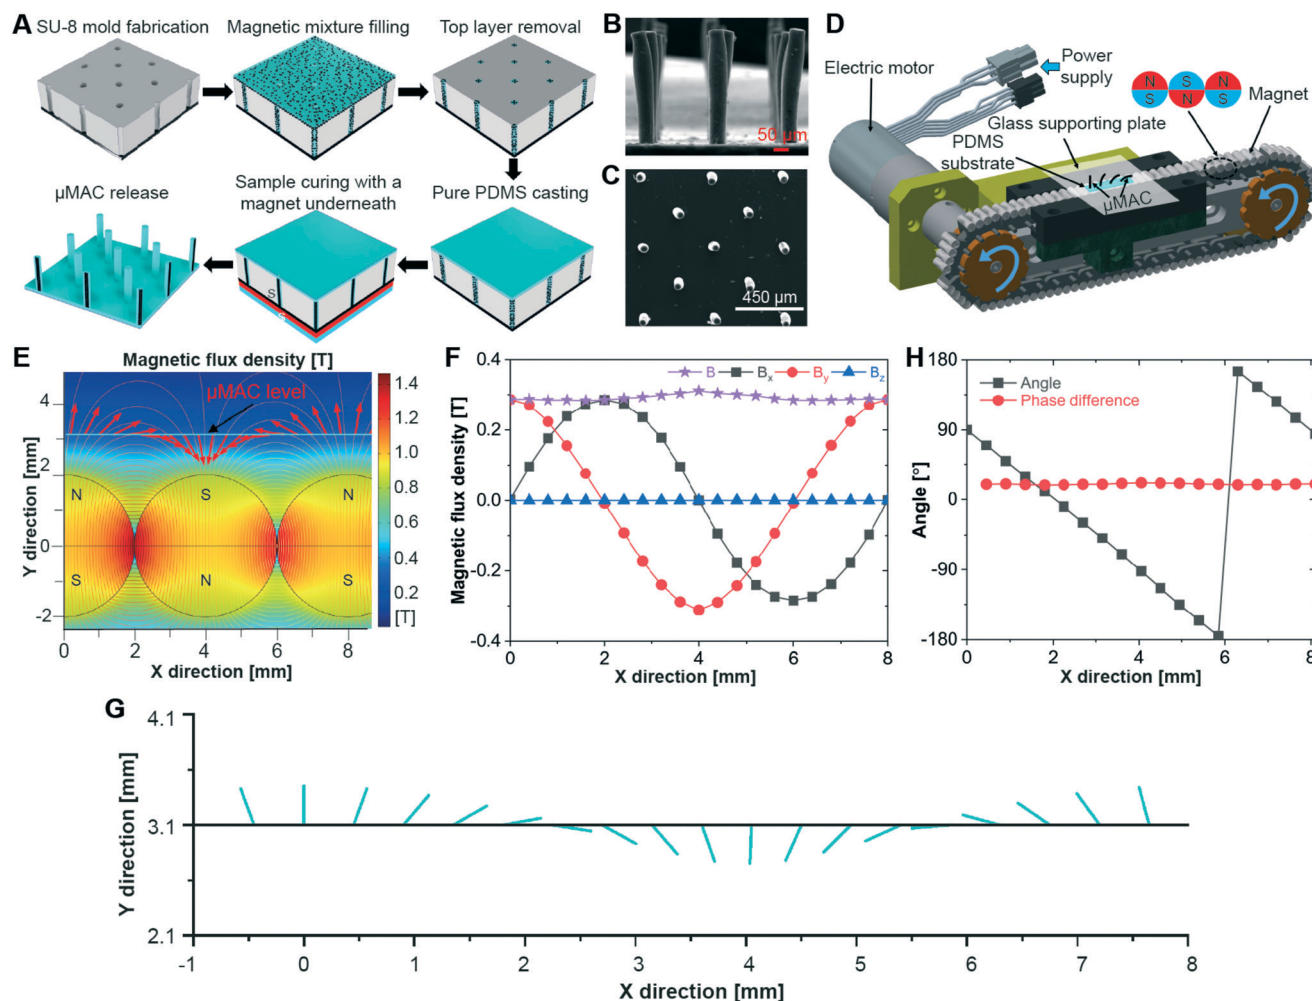 A
SU-8 mold fabrication
Magnetic mixture filling
Top layer removal
µMAC release
Sample curing with a
magnet underneath
Pure PDMS casting
S
B
50 µm
C
450 µm
D
Electric motor
Power
supply
N S N
S N S
Magnet
Glass supporting plate
PDMS
substrate
µMAC
E
Magnetic flux density [T]
µMAC level
N S N
S N S
Y direction [mm]
4
2
0
-2
0 2 4 6 8
X direction [mm]
1.4
1.2
1.0
0.8
0.6
0.4
0.2
[T]
F
B Bx By Bz
Magnetic flux density [T]
0.4
0.2
0.0
-0.2
-0.4
0 2 4 6 8
X direction [mm]
H
Angle
Phase difference
Angle [°]
180
90
0
-90
-180
0 2 4 6 8
X direction [mm]
G
Y direction [mm]
4.1
3.1
2.1
-1 0 1 2 3 4 5 6 7 8
X direction [mm]